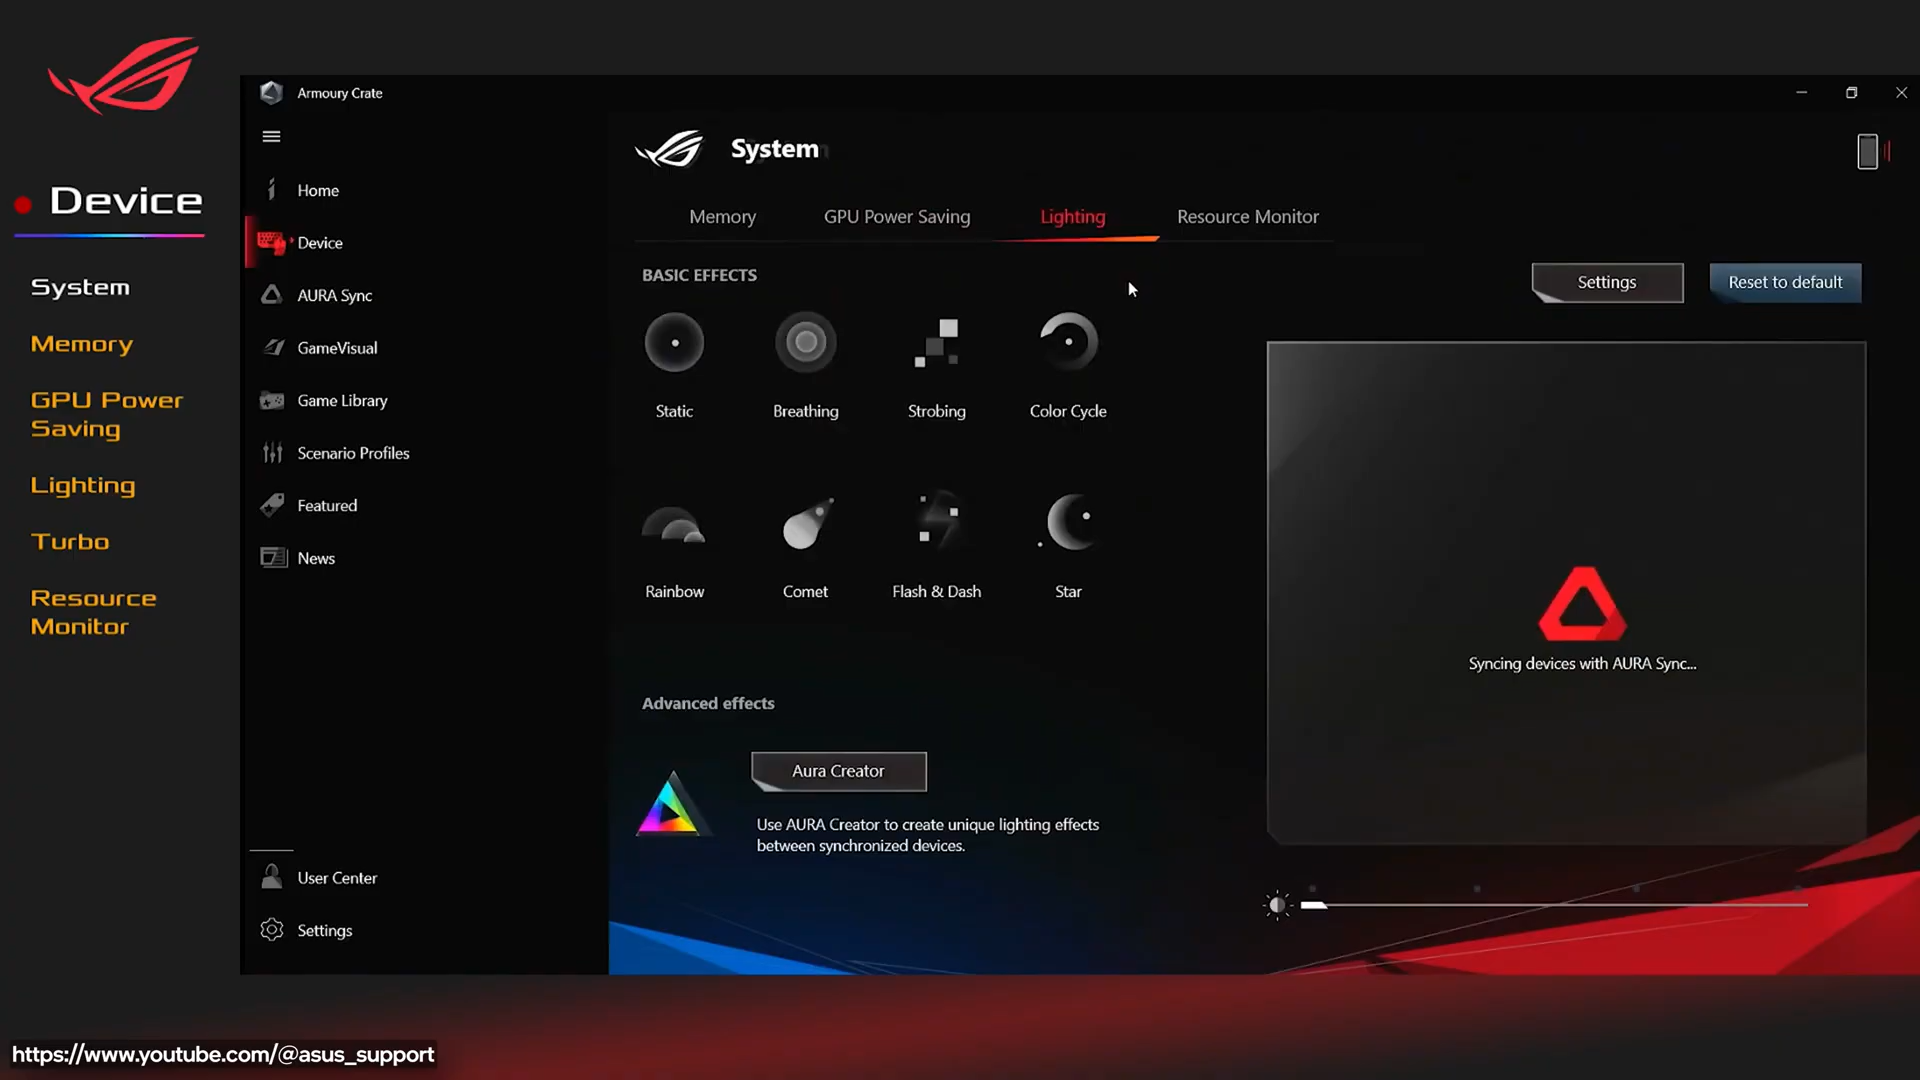 Device
System
Memory
GPU Power
Saving
Lighting
Turbo
Resource
Monitor
Armoury Crate
Home
Device
AURA Sync
GameVisual
Game Library
Scenario Profiles
Featured
News
User Center
Settings
System
Memory
GPU Power Saving
Lighting
Resource Monitor
BASIC EFFECTS
Settings
Reset to default
Static
Breathing
Strobing
Color Cycle
Rainbow
Comet
Flash & Dash
Star
Syncing devices with AURA Sync...
Advanced effects
Aura Creator
Use AURA Creator to create unique lighting effects
between synchronized devices.
https://www.youtube.com/@asus_support